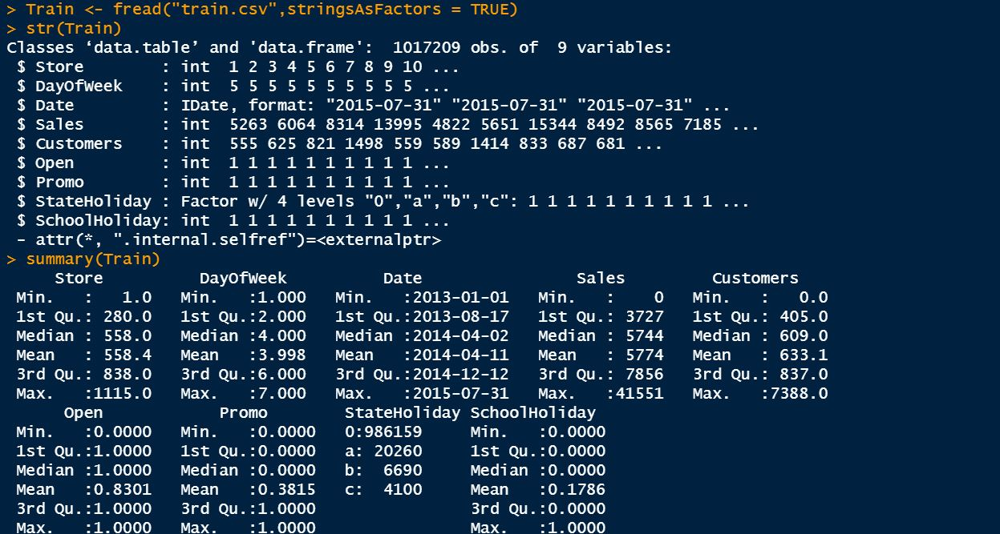 > Train <- fread("train.csv",stringsAsFactors = TRUE)
> str(Train)
Classes ‘data.table’ and 'data.frame':  1017209 obs. of  9 variables:
 $ Store        : int  1 2 3 4 5 6 7 8 9 10 ...
 $ DayOfWeek    : int  5 5 5 5 5 5 5 5 5 5 ...
 $ Date         : IDate, format: "2015-07-31" "2015-07-31" "2015-07-31" ...
 $ Sales        : int  5263 6064 8314 13995 4822 5651 15344 8492 8565 7185 ...
 $ Customers    : int  555 625 821 1498 559 589 1414 833 687 681 ...
 $ Open         : int  1 1 1 1 1 1 1 1 1 1 ...
 $ Promo        : int  1 1 1 1 1 1 1 1 1 1 ...
 $ StateHoliday : Factor w/ 4 levels "0","a","b","c": 1 1 1 1 1 1 1 1 1 1 ...
 $ SchoolHoliday: int  1 1 1 1 1 1 1 1 1 1 ...
 - attr(*, ".internal.selfref")=<externalptr>
> summary(Train)
     Store          DayOfWeek          Date                Sales         Customers
 Min.   :   1.0   Min.   :1.000   Min.   :2013-01-01   Min.   :    0   Min.   :   0.0
 1st Qu.: 280.0   1st Qu.:2.000   1st Qu.:2013-08-17   1st Qu.: 3727   1st Qu.: 405.0
 Median : 558.0   Median :4.000   Median :2014-04-02   Median : 5744   Median : 609.0
 Mean   : 558.4   Mean   :3.998   Mean   :2014-04-11   Mean   : 5774   Mean   : 633.1
 3rd Qu.: 838.0   3rd Qu.:6.000   3rd Qu.:2014-12-12   3rd Qu.: 7856   3rd Qu.: 837.0
 Max.   :1115.0   Max.   :7.000   Max.   :2015-07-31   Max.   :41551   Max.   :7388.0
      Open            Promo        StateHoliday SchoolHoliday
 Min.   :0.0000   Min.   :0.0000   0:986159     Min.   :0.0000
 1st Qu.:1.0000   1st Qu.:0.0000   a: 20260     1st Qu.:0.0000
 Median :1.0000   Median :0.0000   b:  6690     Median :0.0000
 Mean   :0.8301   Mean   :0.3815   c:  4100     Mean   :0.1786
 3rd Qu.:1.0000   3rd Qu.:1.0000                3rd Qu.:0.0000
 Max.   :1.0000   Max.   :1.0000                Max.   :1.0000